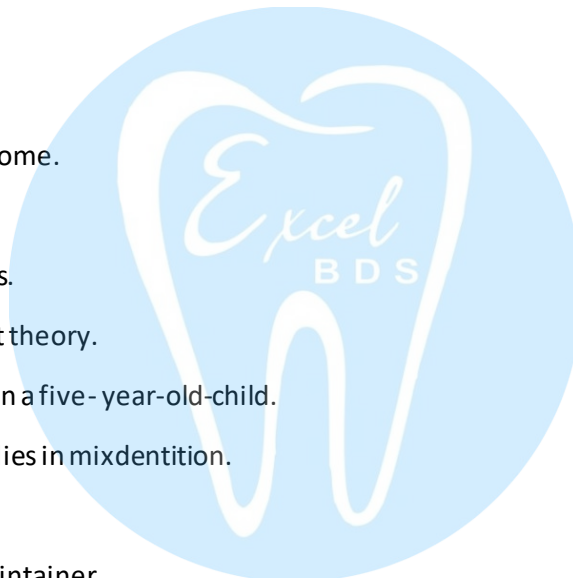 ome.
Excel
s.
BDS
t theory.
n a five- year-old-child.
ies in mixdentition.
intainer